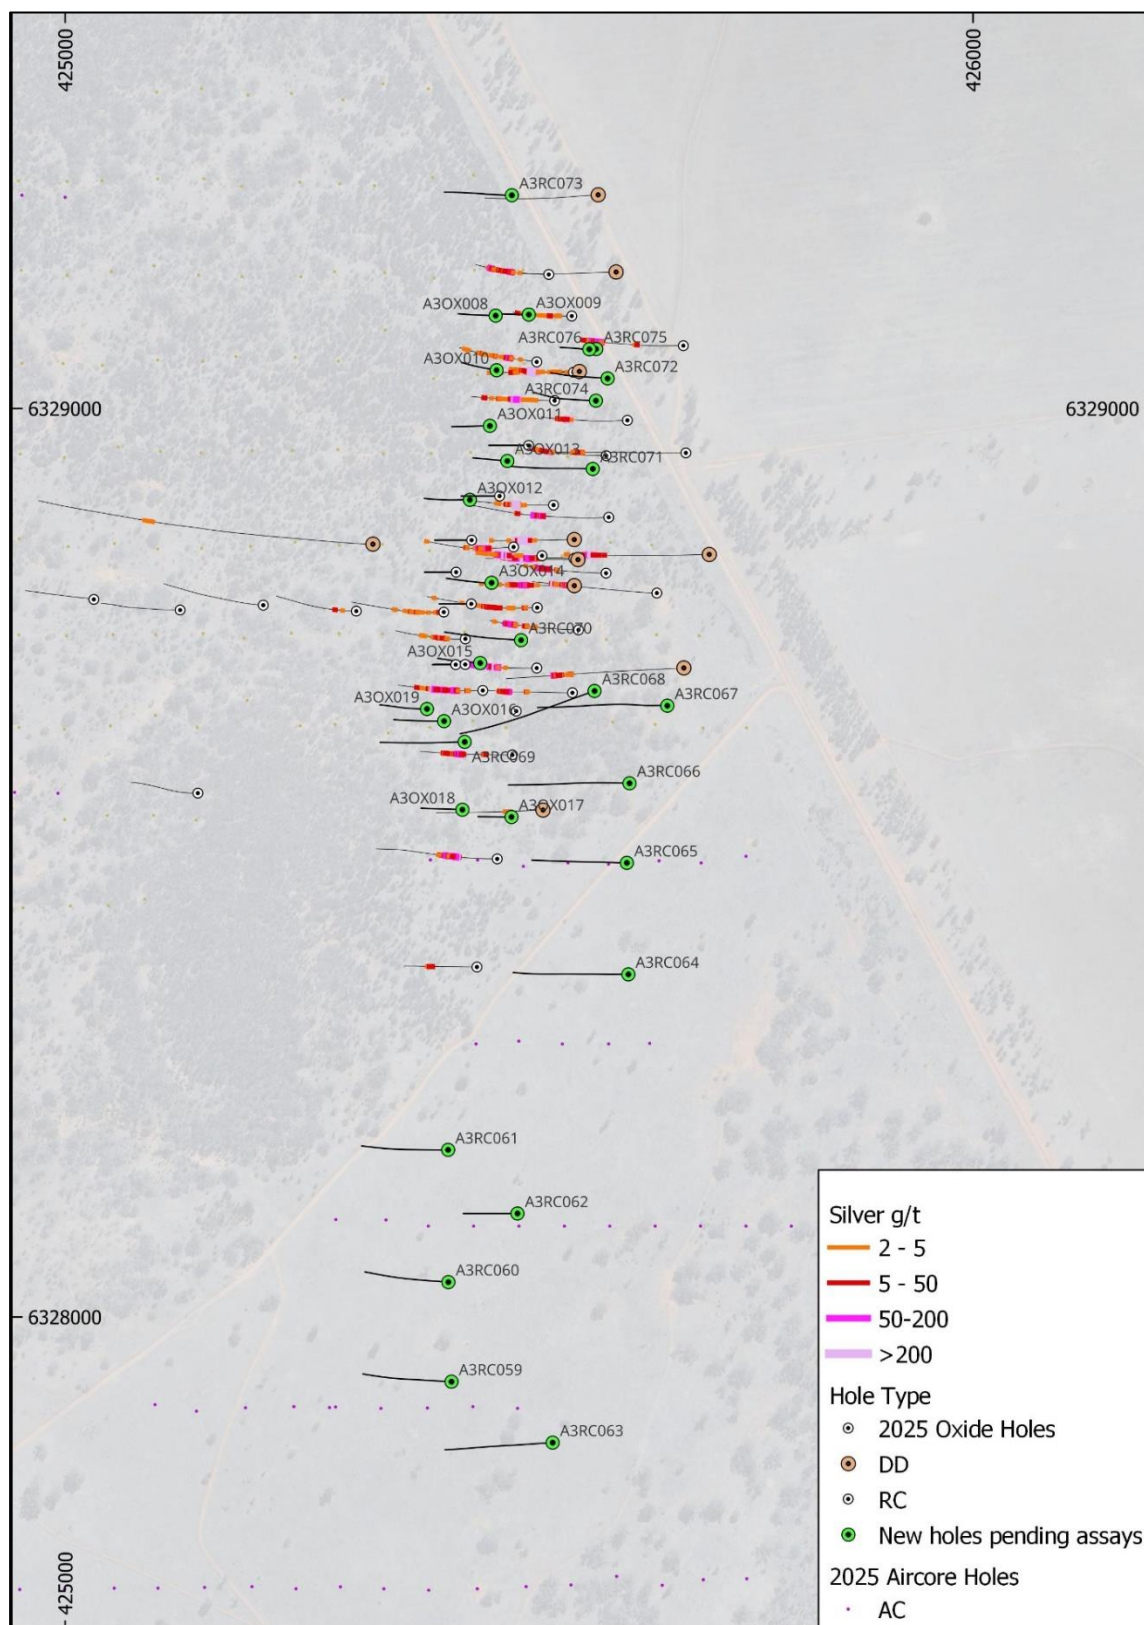 425000
426000
A3RC073
A3OX008
A3OX009
A3RC076
A3RC075
A3OX010
A3RC072
A3RC074
6329000
6329000
A3OX011
A3OX013
A3RC071
A3OX012
A3OX014
A3RC070
A3OX015
A3RC068
A3RC067
A3OX019
A3OX016
A3RC069
A3RC066
A3OX018
A3OX017
A3RC065
A3RC064
A3RC061
A3RC062
A3RC060
6328000
A3RC059
A3RC063
425000
Silver g/t
2 - 5
5 - 50
50-200
>200
Hole Type
2025 Oxide Holes
DD
RC
New holes pending assays
2025 Aircore Holes
AC